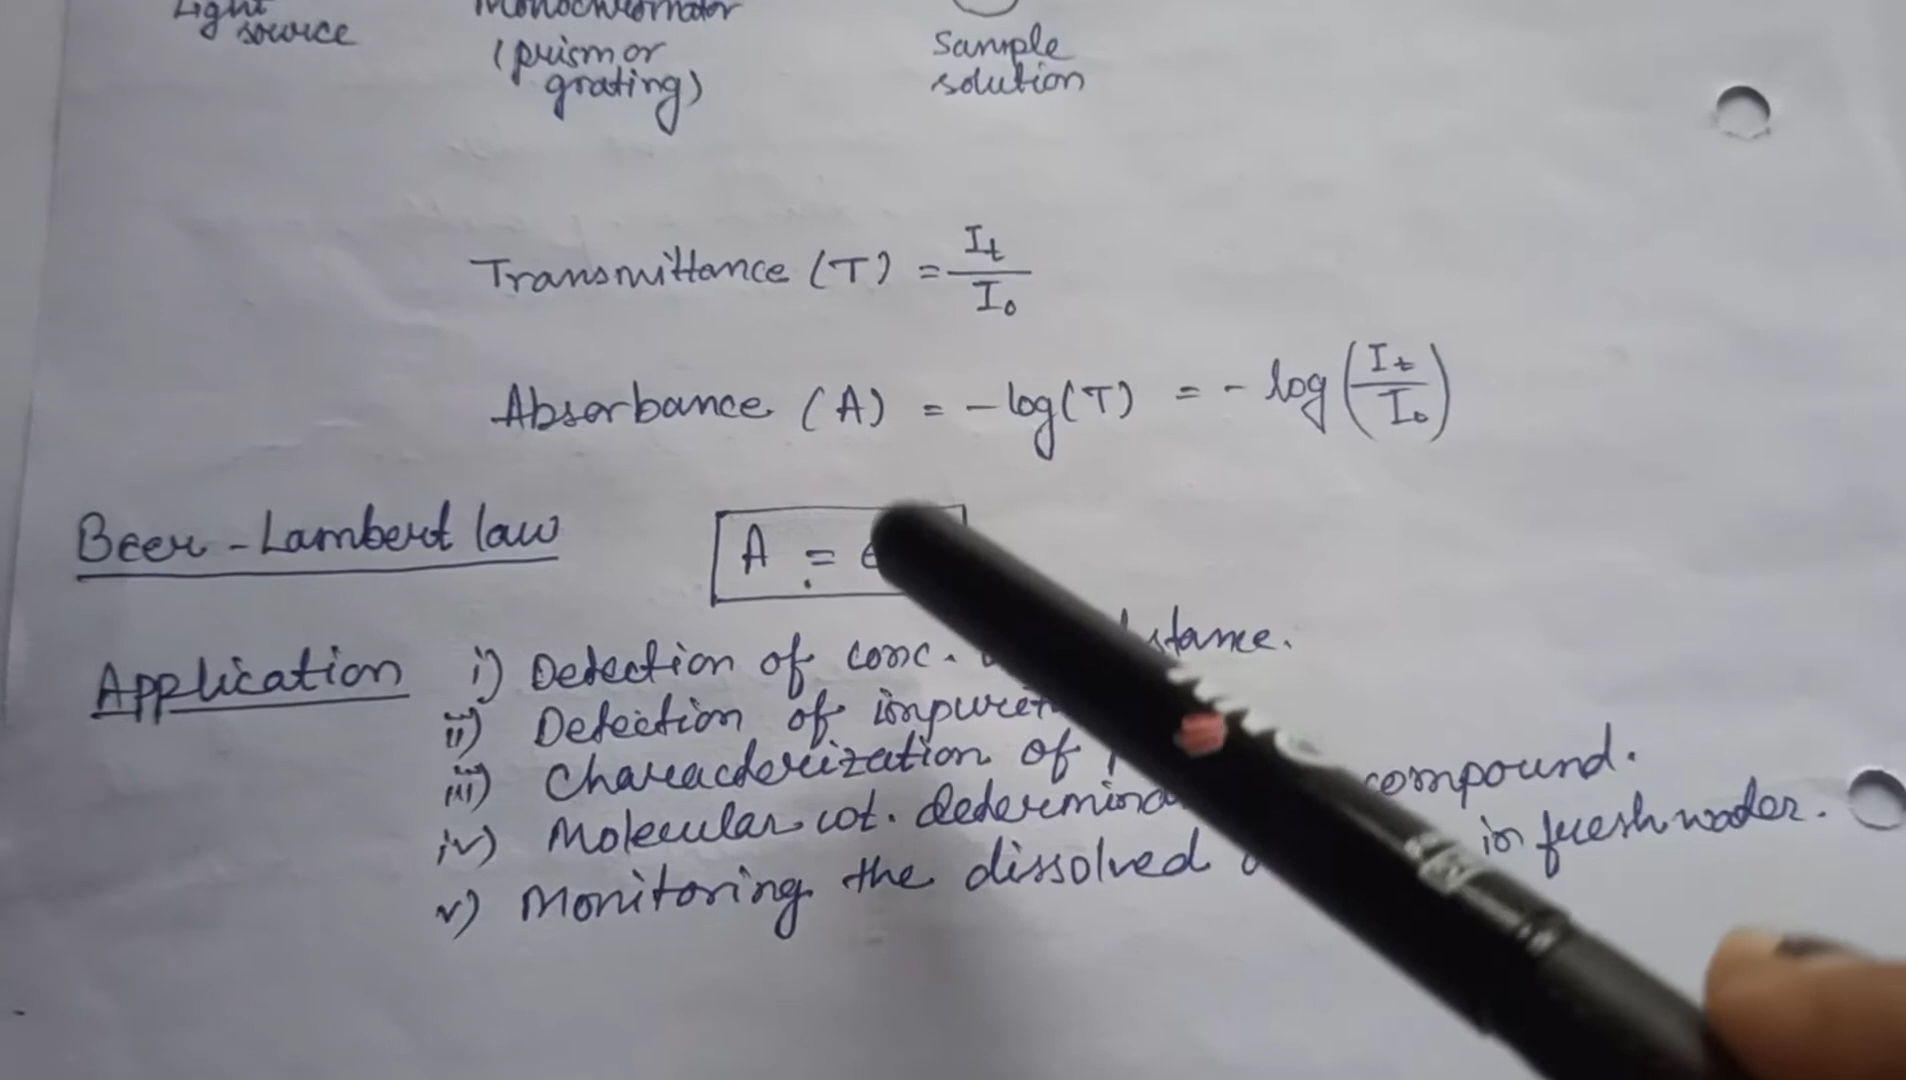 Light Monochromator
source (prism or Sample
grating) solution
Transmittance (T) = It/I0
Absorbance (A) = -log(T) = -log(It/I0)
Beer-Lambert law A =
Application i) Detection of conc.
ii) Detection of
iii) Characterization of
iv) Molecular wt. compound.
v) Monitoring the dissolved in fresh water.